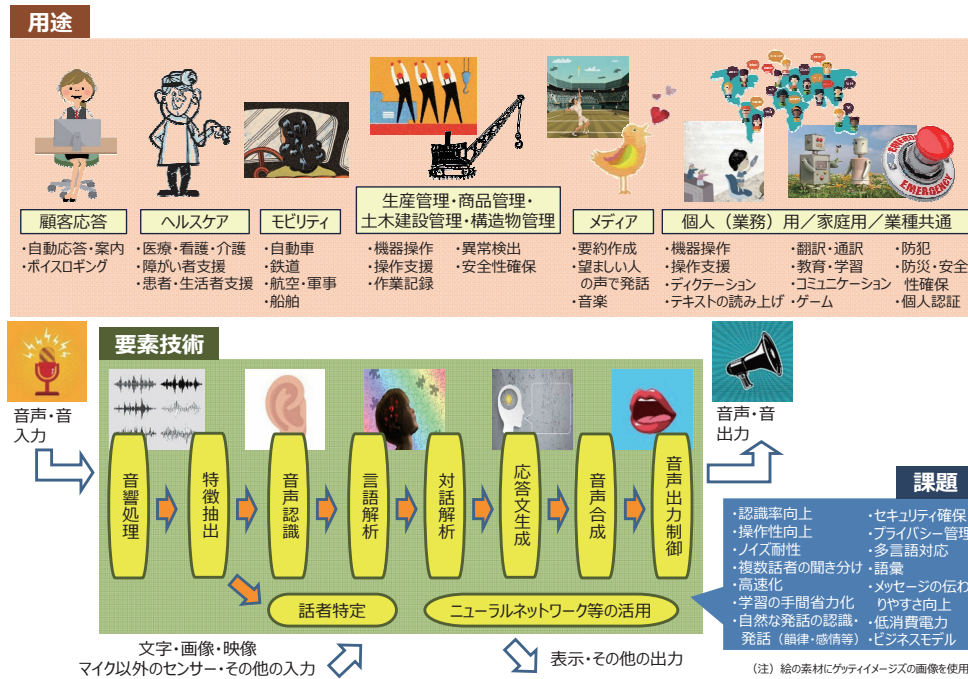 用途
顧客応答
・自動応答・案内
・ボイスロギング
ヘルスケア
・医療・看護・介護
・障がい者支援
・患者・生活者支援
モビリティ
・自動車
・鉄道
・航空・軍事
・船舶
生産管理・商品管理・
土木建設管理・構造物管理
・機器操作
・操作支援
・作業記録
・異常検出
・安全性確保
メディア
・要約作成
・望ましい人
の声で発話
・音楽
EMERGENCY
個人（業務）用／家庭用／業種共通
・機器操作
・操作支援
・ディクテーション
・テキストの読み上げ
・翻訳・通訳
・教育・学習
・コミュニケーション
・ゲーム
・防犯
・防災・安全
性確保
・個人認証
音声・音
入力
要素技術
音響処理
特徴抽出
音声認識
言語解析
対話解析
応答文生成
音声合成
音声出力制御
話者特定
ニューラルネットワーク等の活用
音声・音
出力
文字・画像・映像
マイク以外のセンサー・その他の入力
表示・その他の出力
課題
・認識率向上
・操作性向上
・ノイズ耐性
・複数話者の聞き分け
・高速化
・学習の手間省力化
・自然な発話の認識・
発話（韻律・感情等）
・セキュリティ確保
・プライバシー管理
・多言語対応
・語彙
・メッセージの伝わ
りやすさ向上
・低消費電力
・ビジネスモデル
（注）絵の素材にゲッティイメージズの画像を使用